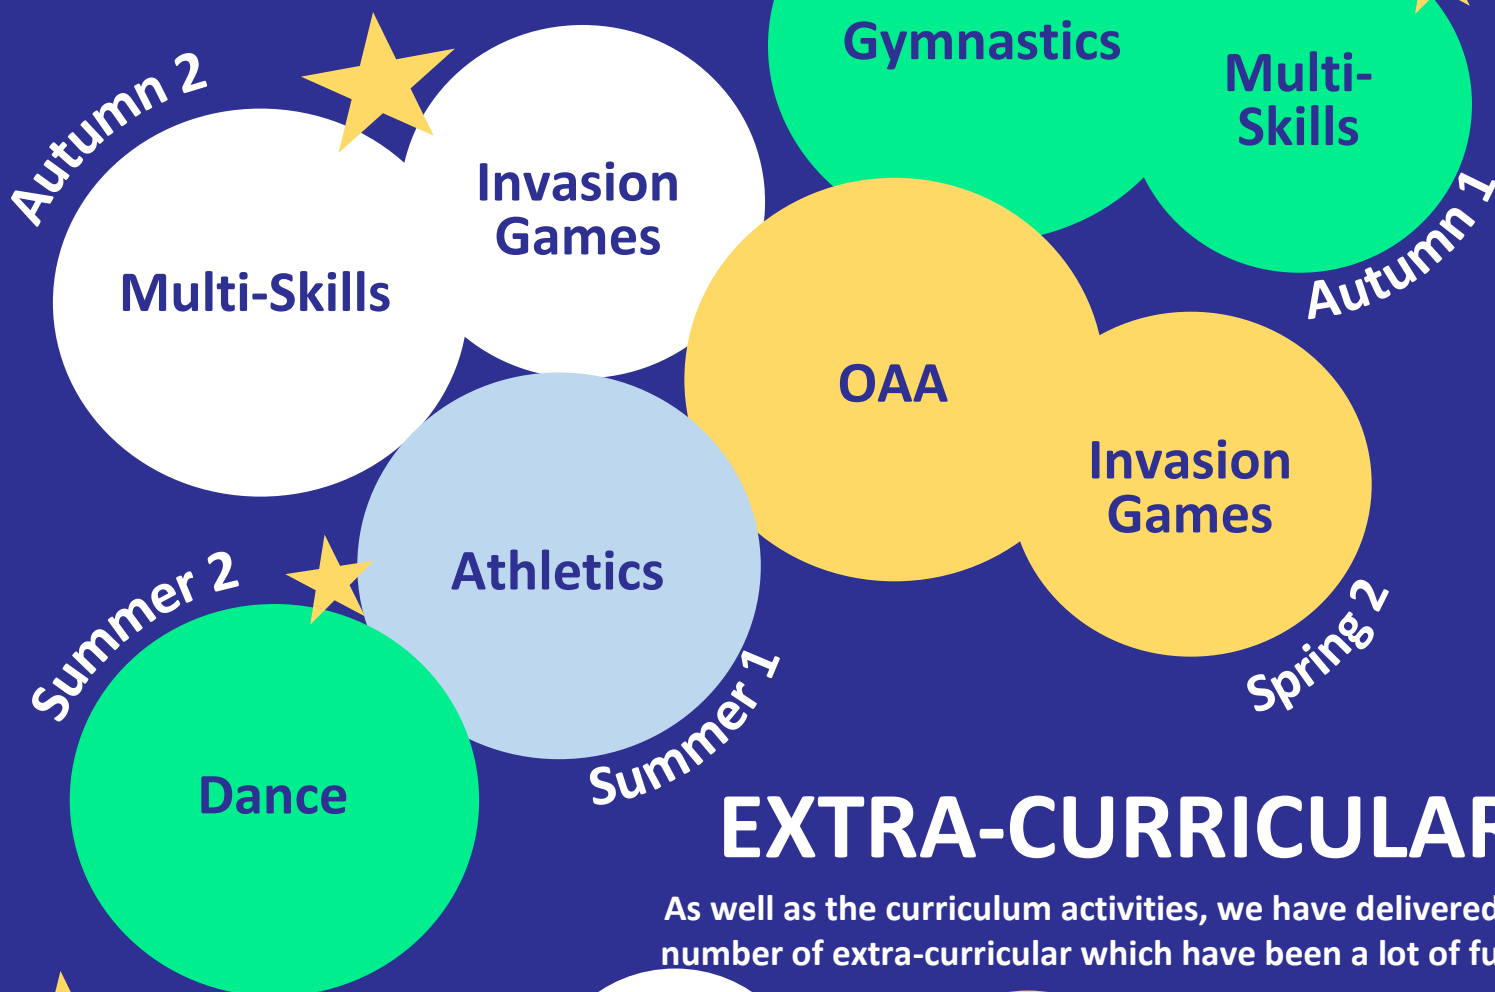 Gymnastics
Multi-
Skills
Autumn 1
Autumn 2
Invasion
Games
Multi-Skills
OAA
Invasion
Games
Spring 2
Athletics
Summer 1
Summer 2
Dance
EXTRA-CURRICULAR
As well as the curriculum activities, we have delivered
number of extra-curricular which have been a lot of fu